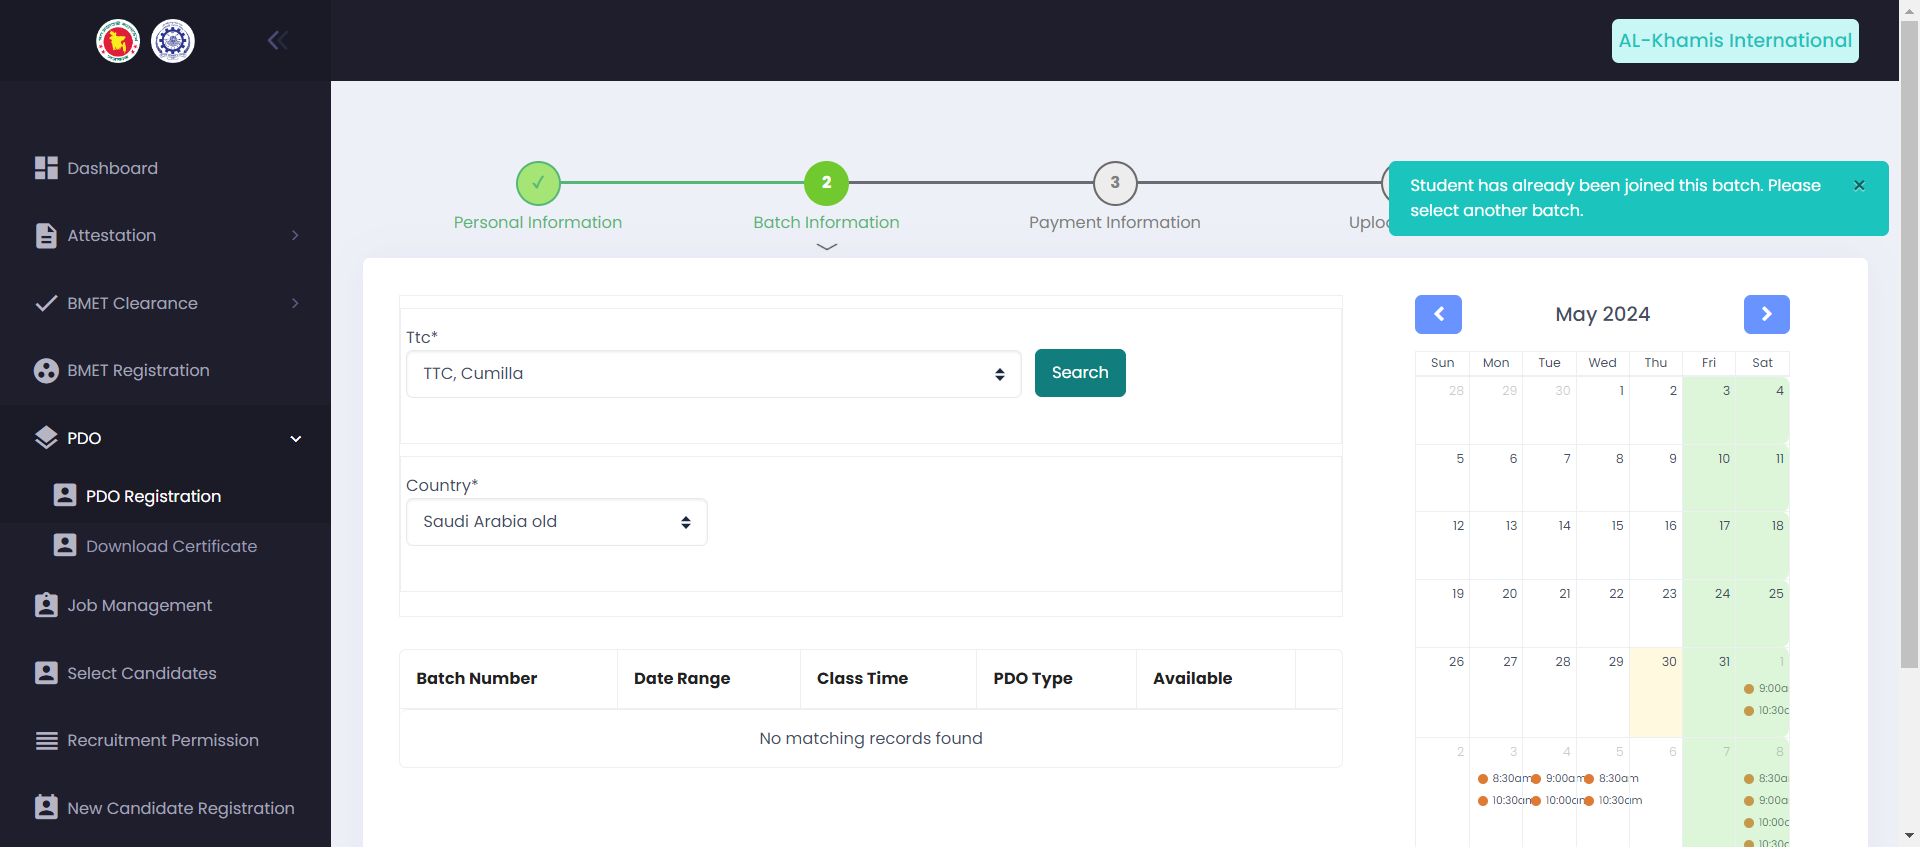 AL-Khamis International
Dashboard
Attestation
BMET Clearance
BMET Registration
PDO
PDO Registration
Download Certificate
Job Management
Select Candidates
Recruitment Permission
New Candidate Registration
✓
2
3
Personal Information
Batch Information
Payment Information
Student has already been joined this batch. Please
select another batch.
×
Ttc*
TTC, Cumilla
Search
Country*
Saudi Arabia old
Batch Number Date Range Class Time PDO Type Available
No matching records found
May 2024
Sun Mon Tue Wed Thu Fri Sat
28 29 30 1 2 3 4
5 6 7 8 9 10 11
12 13 14 15 16 17 18
19 20 21 22 23 24 25
26 27 28 29 30 31 1
9:00a
10:30a
2 3 4 5 6 7 8
8:30am 9:00am 8:30am 8:30a
10:30am 10:00am 10:30am 9:00a
10:00a
10:30a